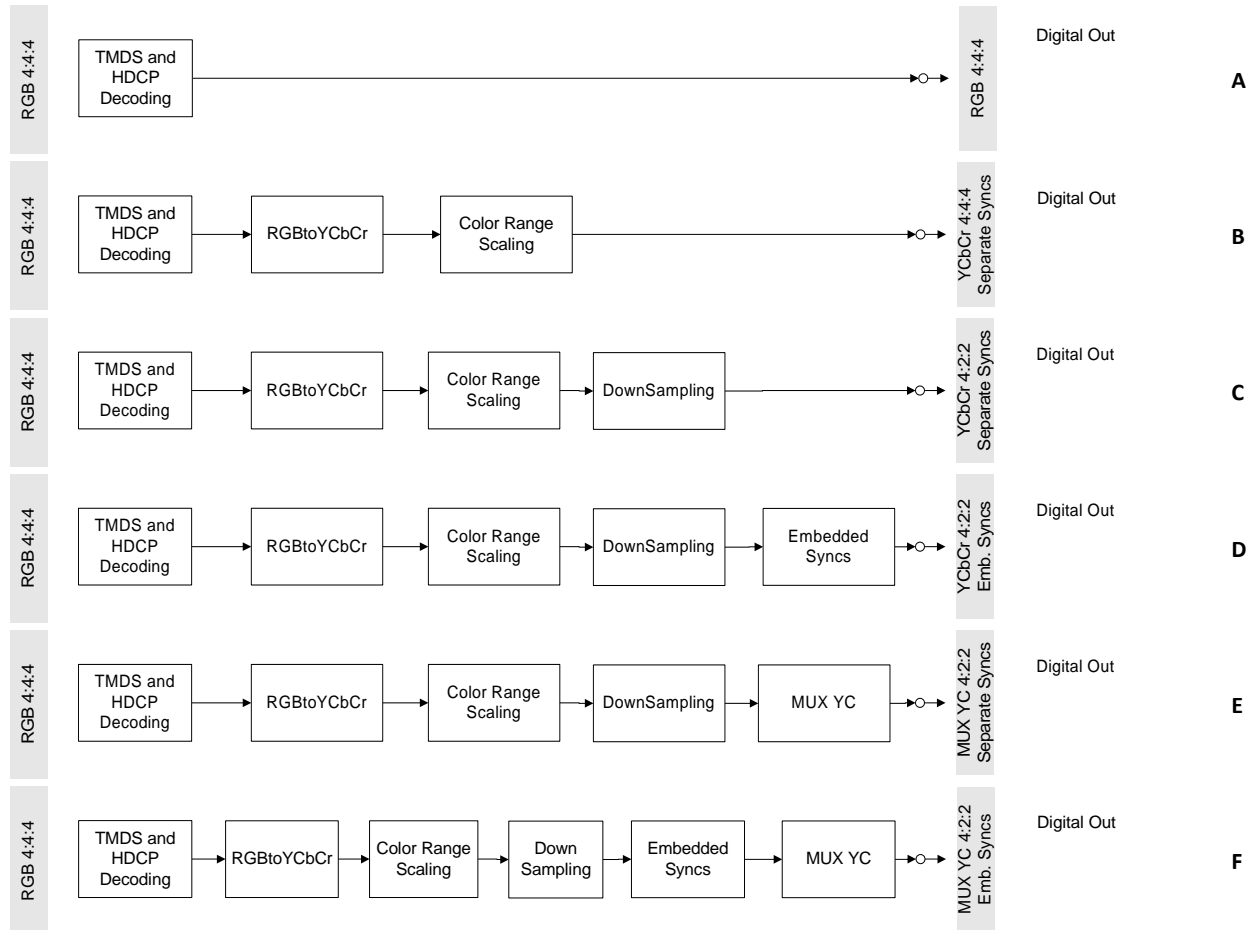 RGB 4:4:4
TMDS and
HDCP
Decoding
RGB 4:4:4
Digital Out
A
RGB 4:4:4
TMDS and
HDCP
Decoding
RGBtoYCbCr
Color Range
Scaling
YCbCr 4:4:4
Separate Syncs
Digital Out
B
RGB 4:4:4
TMDS and
HDCP
Decoding
RGBtoYCbCr
Color Range
Scaling
DownSampling
YCbCr 4:2:2
Separate Syncs
Digital Out
C
RGB 4:4:4
TMDS and
HDCP
Decoding
RGBtoYCbCr
Color Range
Scaling
DownSampling
Embedded
Syncs
YCbCr 4:2:2
Emb. Syncs
Digital Out
D
RGB 4:4:4
TMDS and
HDCP
Decoding
RGBtoYCbCr
Color Range
Scaling
DownSampling
MUX YC
MUX YC 4:2:2
Separate Syncs
Digital Out
E
RGB 4:4:4
TMDS and
HDCP
Decoding
RGBtoYCbCr
Color Range
Scaling
Down
Sampling
Embedded
Syncs
MUX YC
MUX YC 4:2:2
Emb. Syncs
Digital Out
F